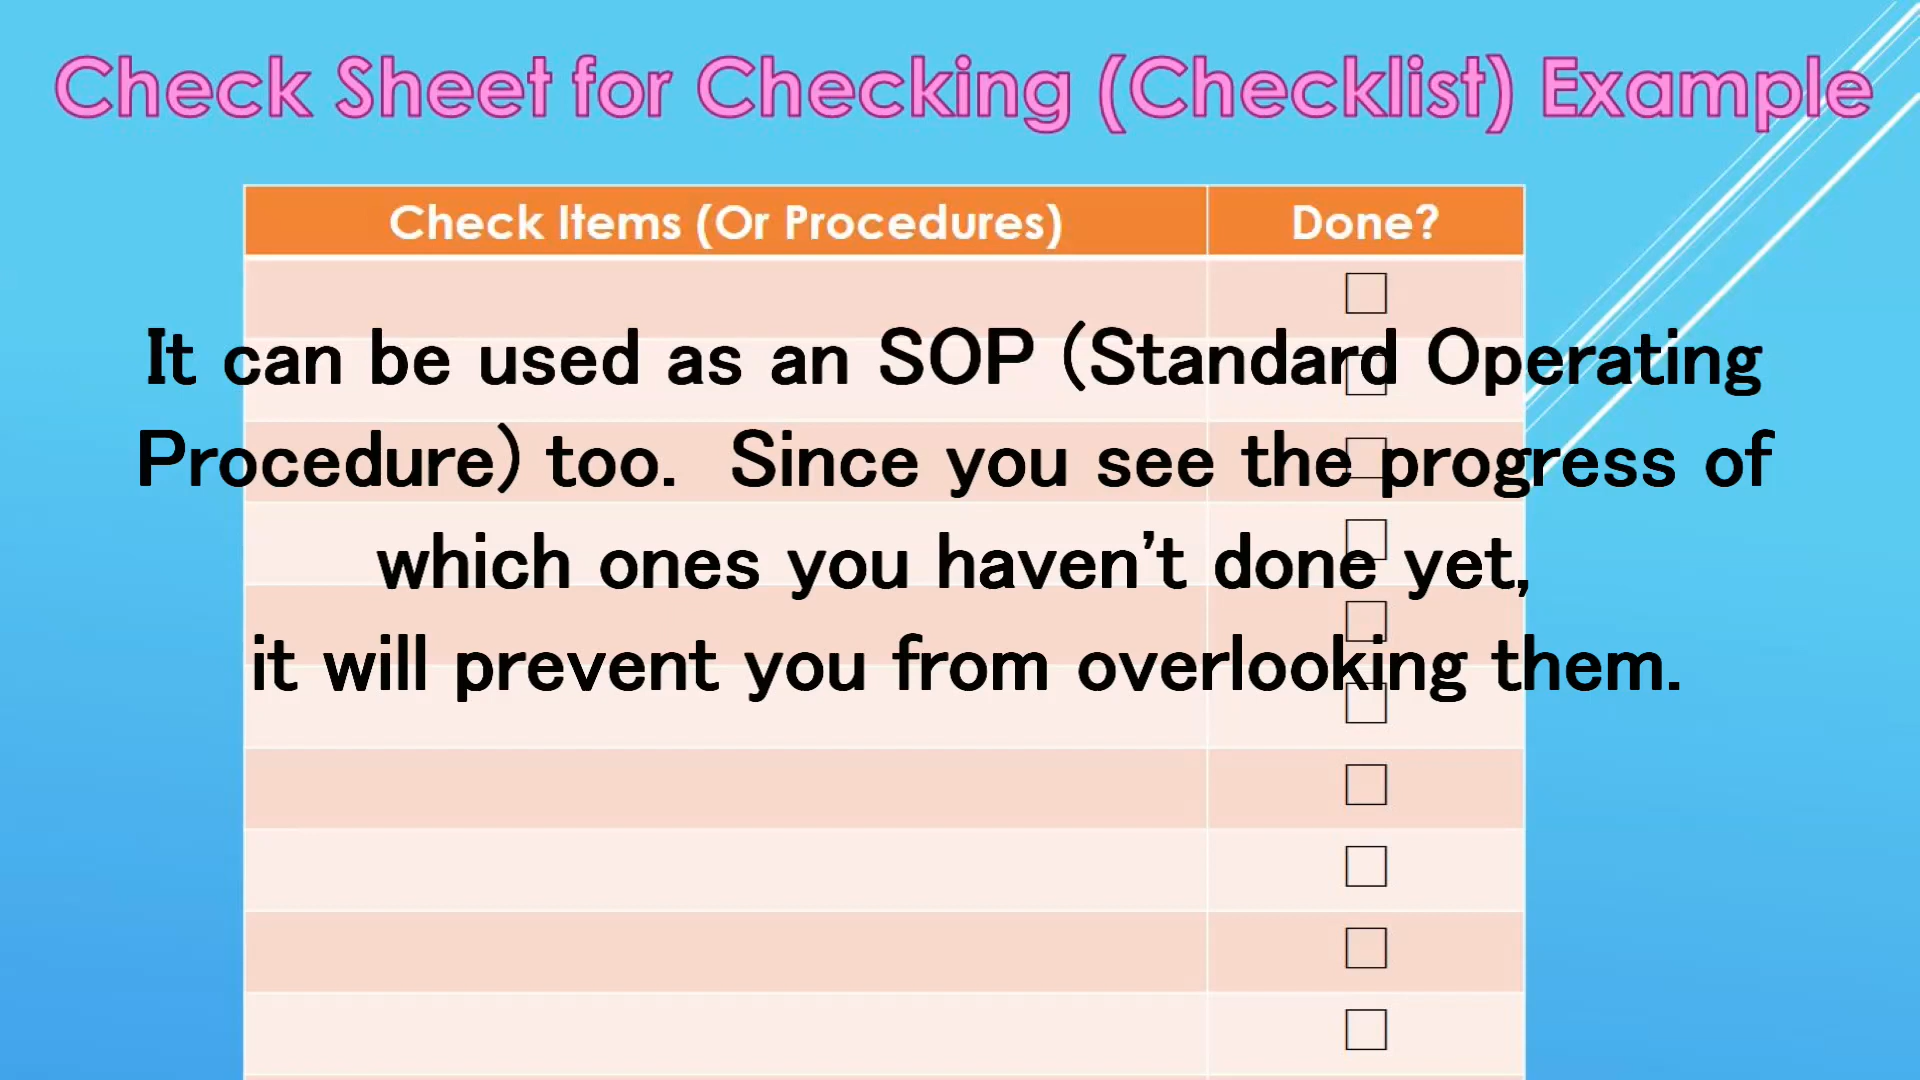 Check Sheet for Checking (Checklist) Example
Check Items (Or Procedures) Done?
It can be used as an SOP (Standard Operating
Procedure) too.  Since you see the progress of
which ones you haven't done yet,
it will prevent you from overlooking them.